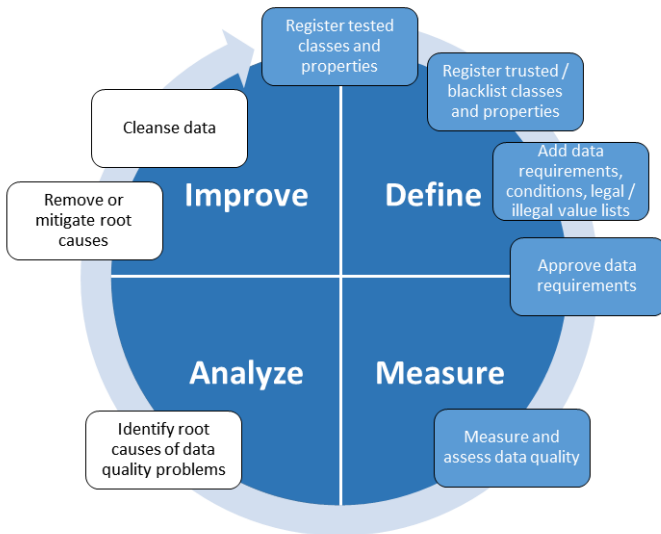 Register tested
classes and
properties
Register trusted /
blacklist classes
and properties
Add data
requirements,
conditions, legal /
illegal value lists
Approve data
requirements
Measure and
assess data quality
Identify root
causes of data
quality problems
Remove or
mitigate root
causes
Cleanse data
Improve
Define
Analyze
Measure